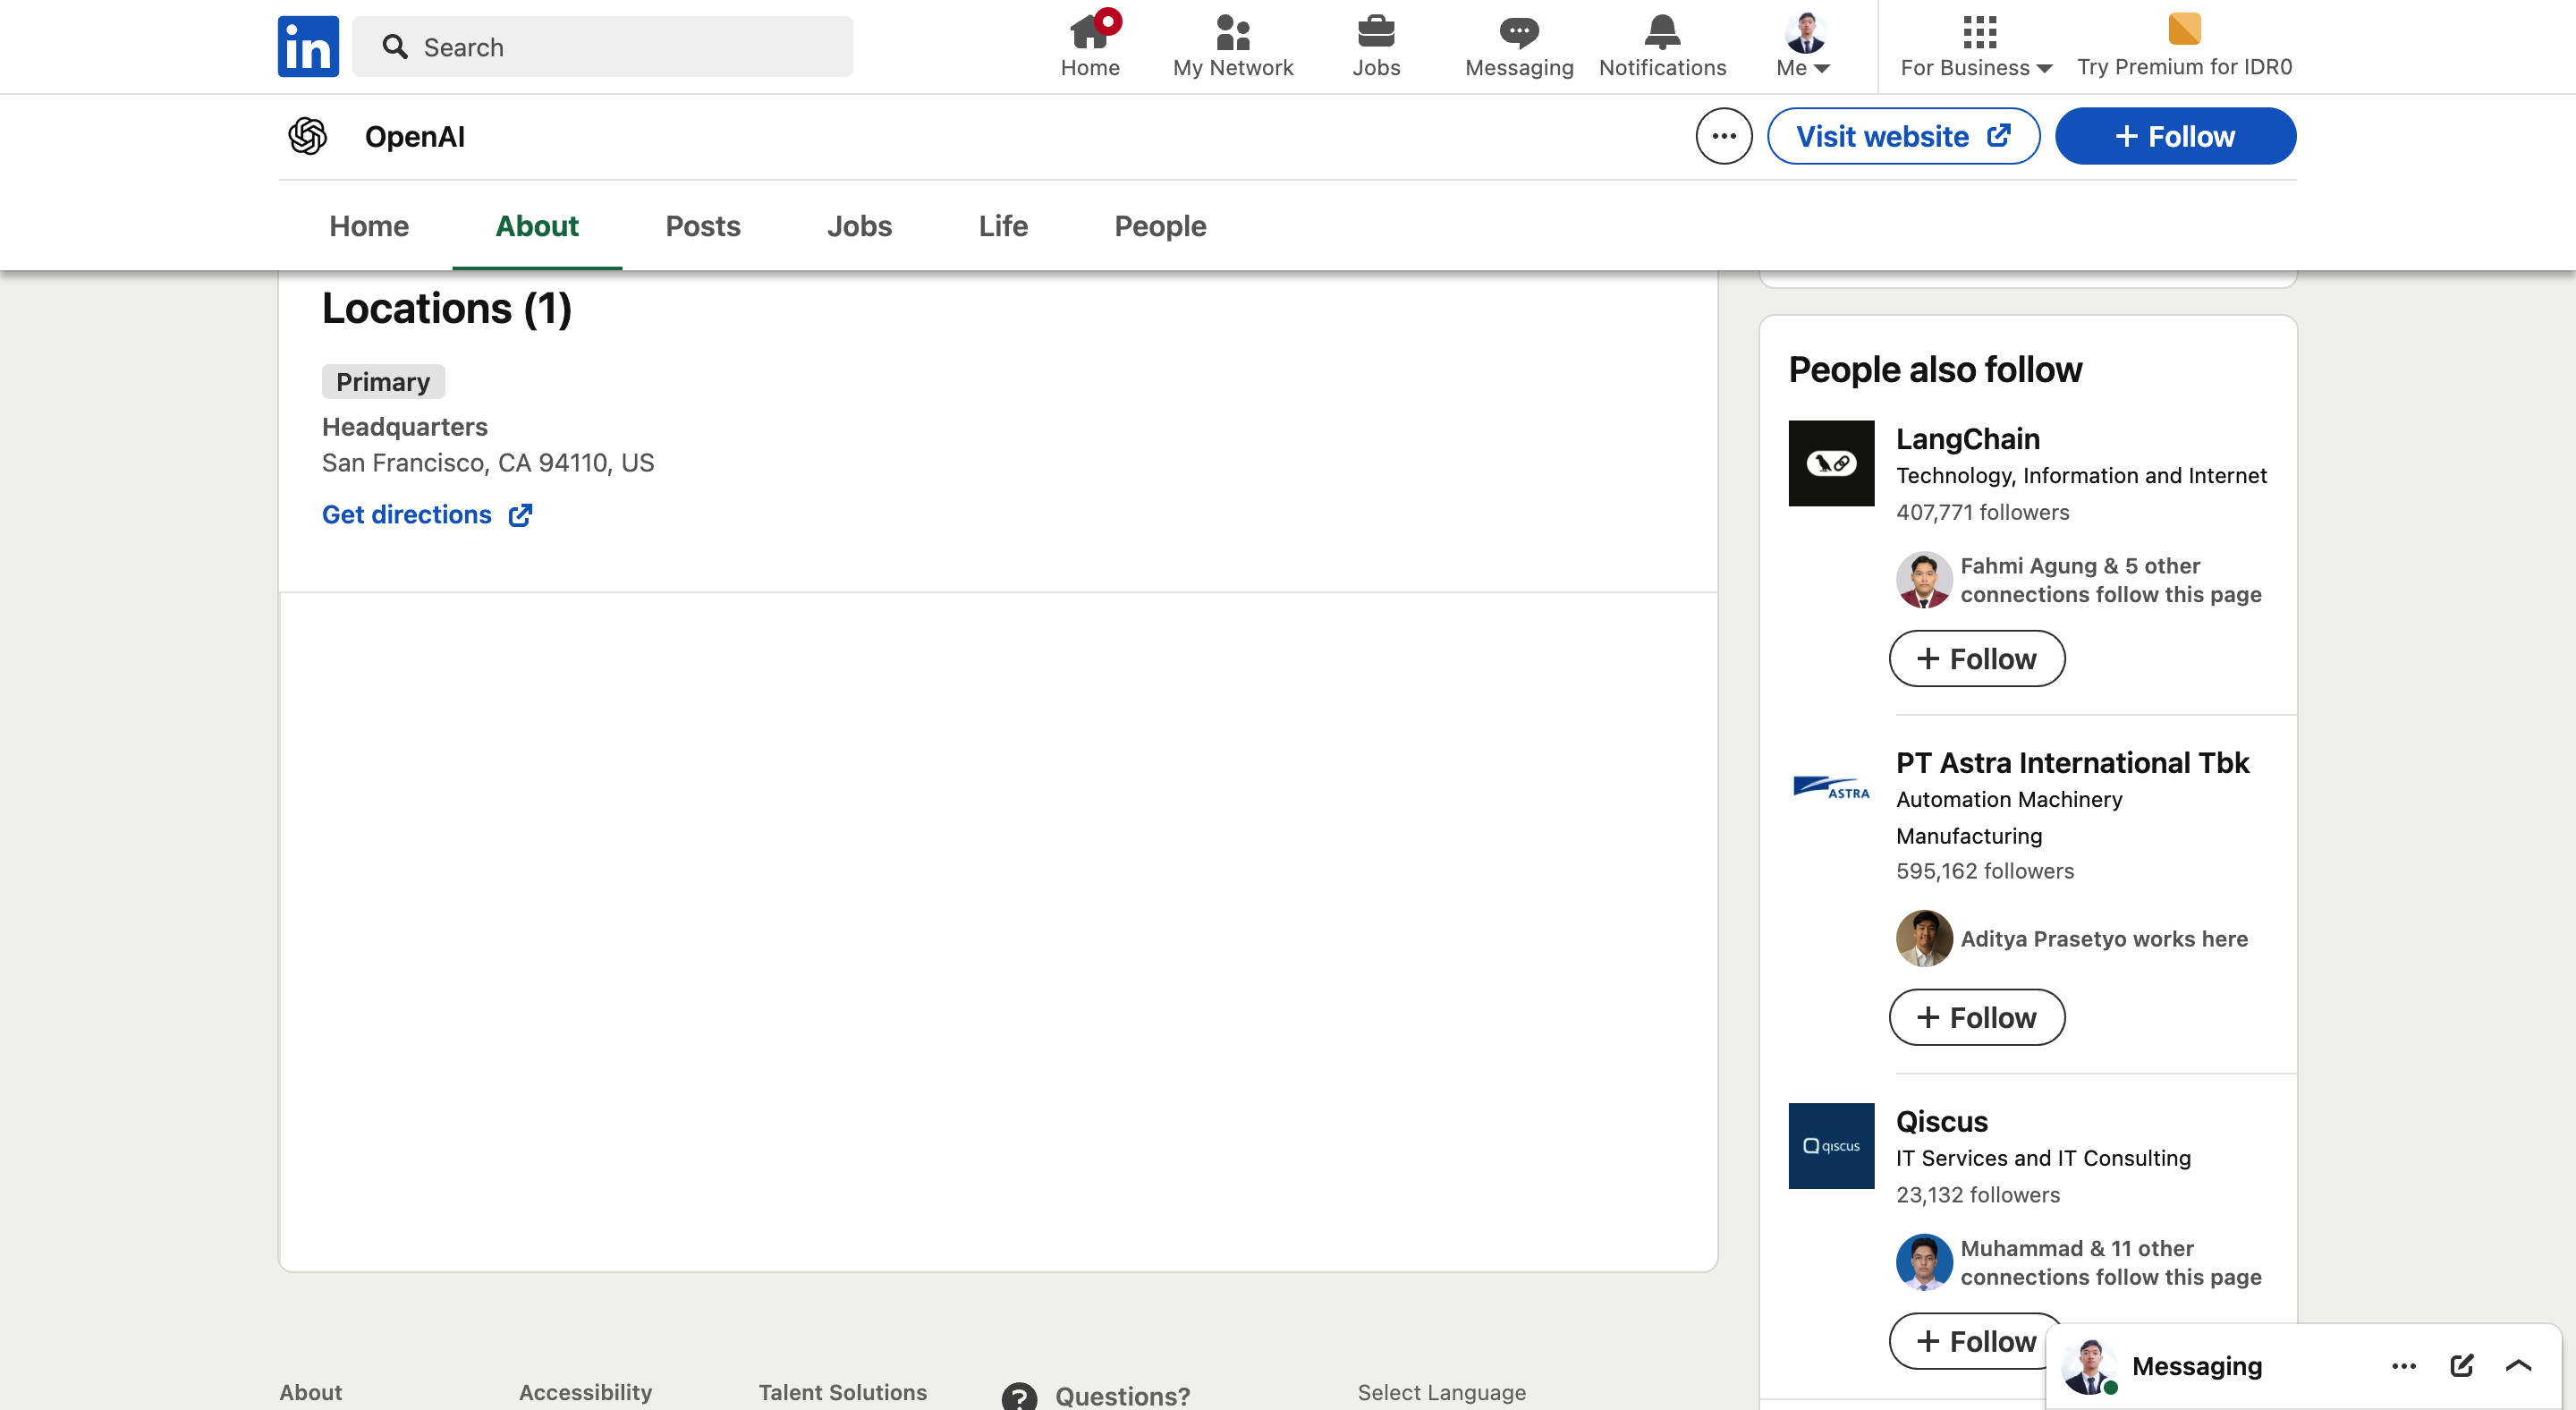 in
Search
Home
My Network
Jobs
Messaging
Notifications
Me
For Business
Try Premium for IDR0
OpenAI
Visit website
+ Follow
Home
About
Posts
Jobs
Life
People
Locations (1)
Primary
Headquarters
San Francisco, CA 94110, US
Get directions
People also follow
LangChain
Technology, Information and Internet
407,771 followers
Fahmi Agung & 5 other
connections follow this page
+ Follow
ASTRA
PT Astra International Tbk
Automation Machinery
Manufacturing
595,162 followers
Aditya Prasetyo works here
+ Follow
qiscus
Qiscus
IT Services and IT Consulting
23,132 followers
Muhammad & 11 other
connections follow this page
+ Follow
Messaging
About
Accessibility
Talent Solutions
? Questions?
Select Language